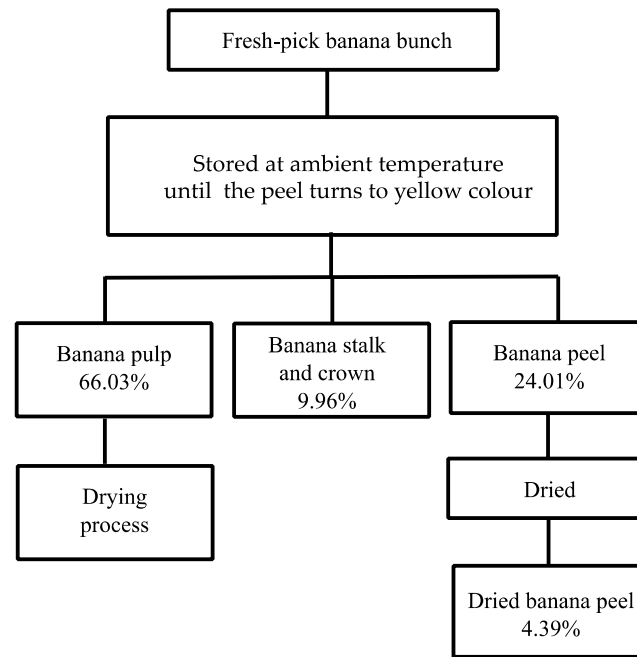 Fresh-pick banana bunch
Stored at ambient temperature
until the peel turns to yellow colour
Banana pulp
66.03%
Banana stalk
and crown
9.96%
Banana peel
24.01%
Drying
process
Dried
Dried banana peel
4.39%